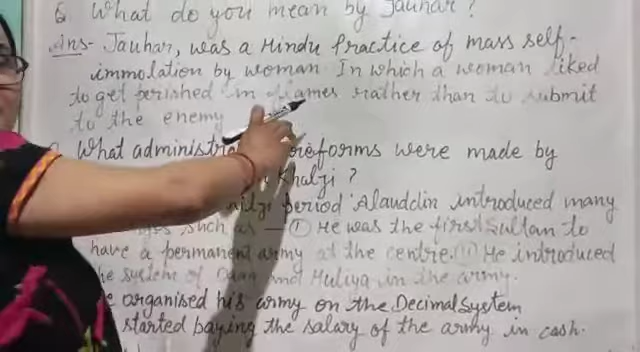 Q. What do you mean by Jauhar?
Ans- Jauhar, was a Hindu Practice of mass self-
immolation by woman. In which a woman liked
to get perished in flames rather than to submit
to the enemy
What administra reforms were made by
Khalji?
period Alauddin introduced many
such as — (i) He was the first Sultan to
have a permanent army at the centre. (ii) He introduced
the system of Daag and Huliya in the army.
organised his army on the Decimal System
started paying the salary of the army in cash.